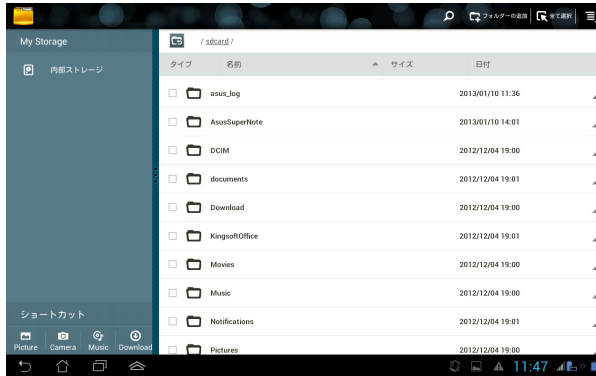 フォルダーの追加 全て選択
My Storage
/ sdcard /
内部ストレージ
タイプ 名前 サイズ 日付
asus_log 2013/01/10 11:36
AsusSuperNote 2013/01/10 14:01
DCIM 2012/12/04 19:00
documents 2012/12/04 19:01
Download 2012/12/04 19:00
KingsoftOffice 2012/12/04 19:01
Movies 2012/12/04 19:00
Music 2012/12/04 19:00
Notifications 2012/12/04 19:01
Pictures 2012/12/04 19:00
ショートカット
Picture Camera Music Download
11:47